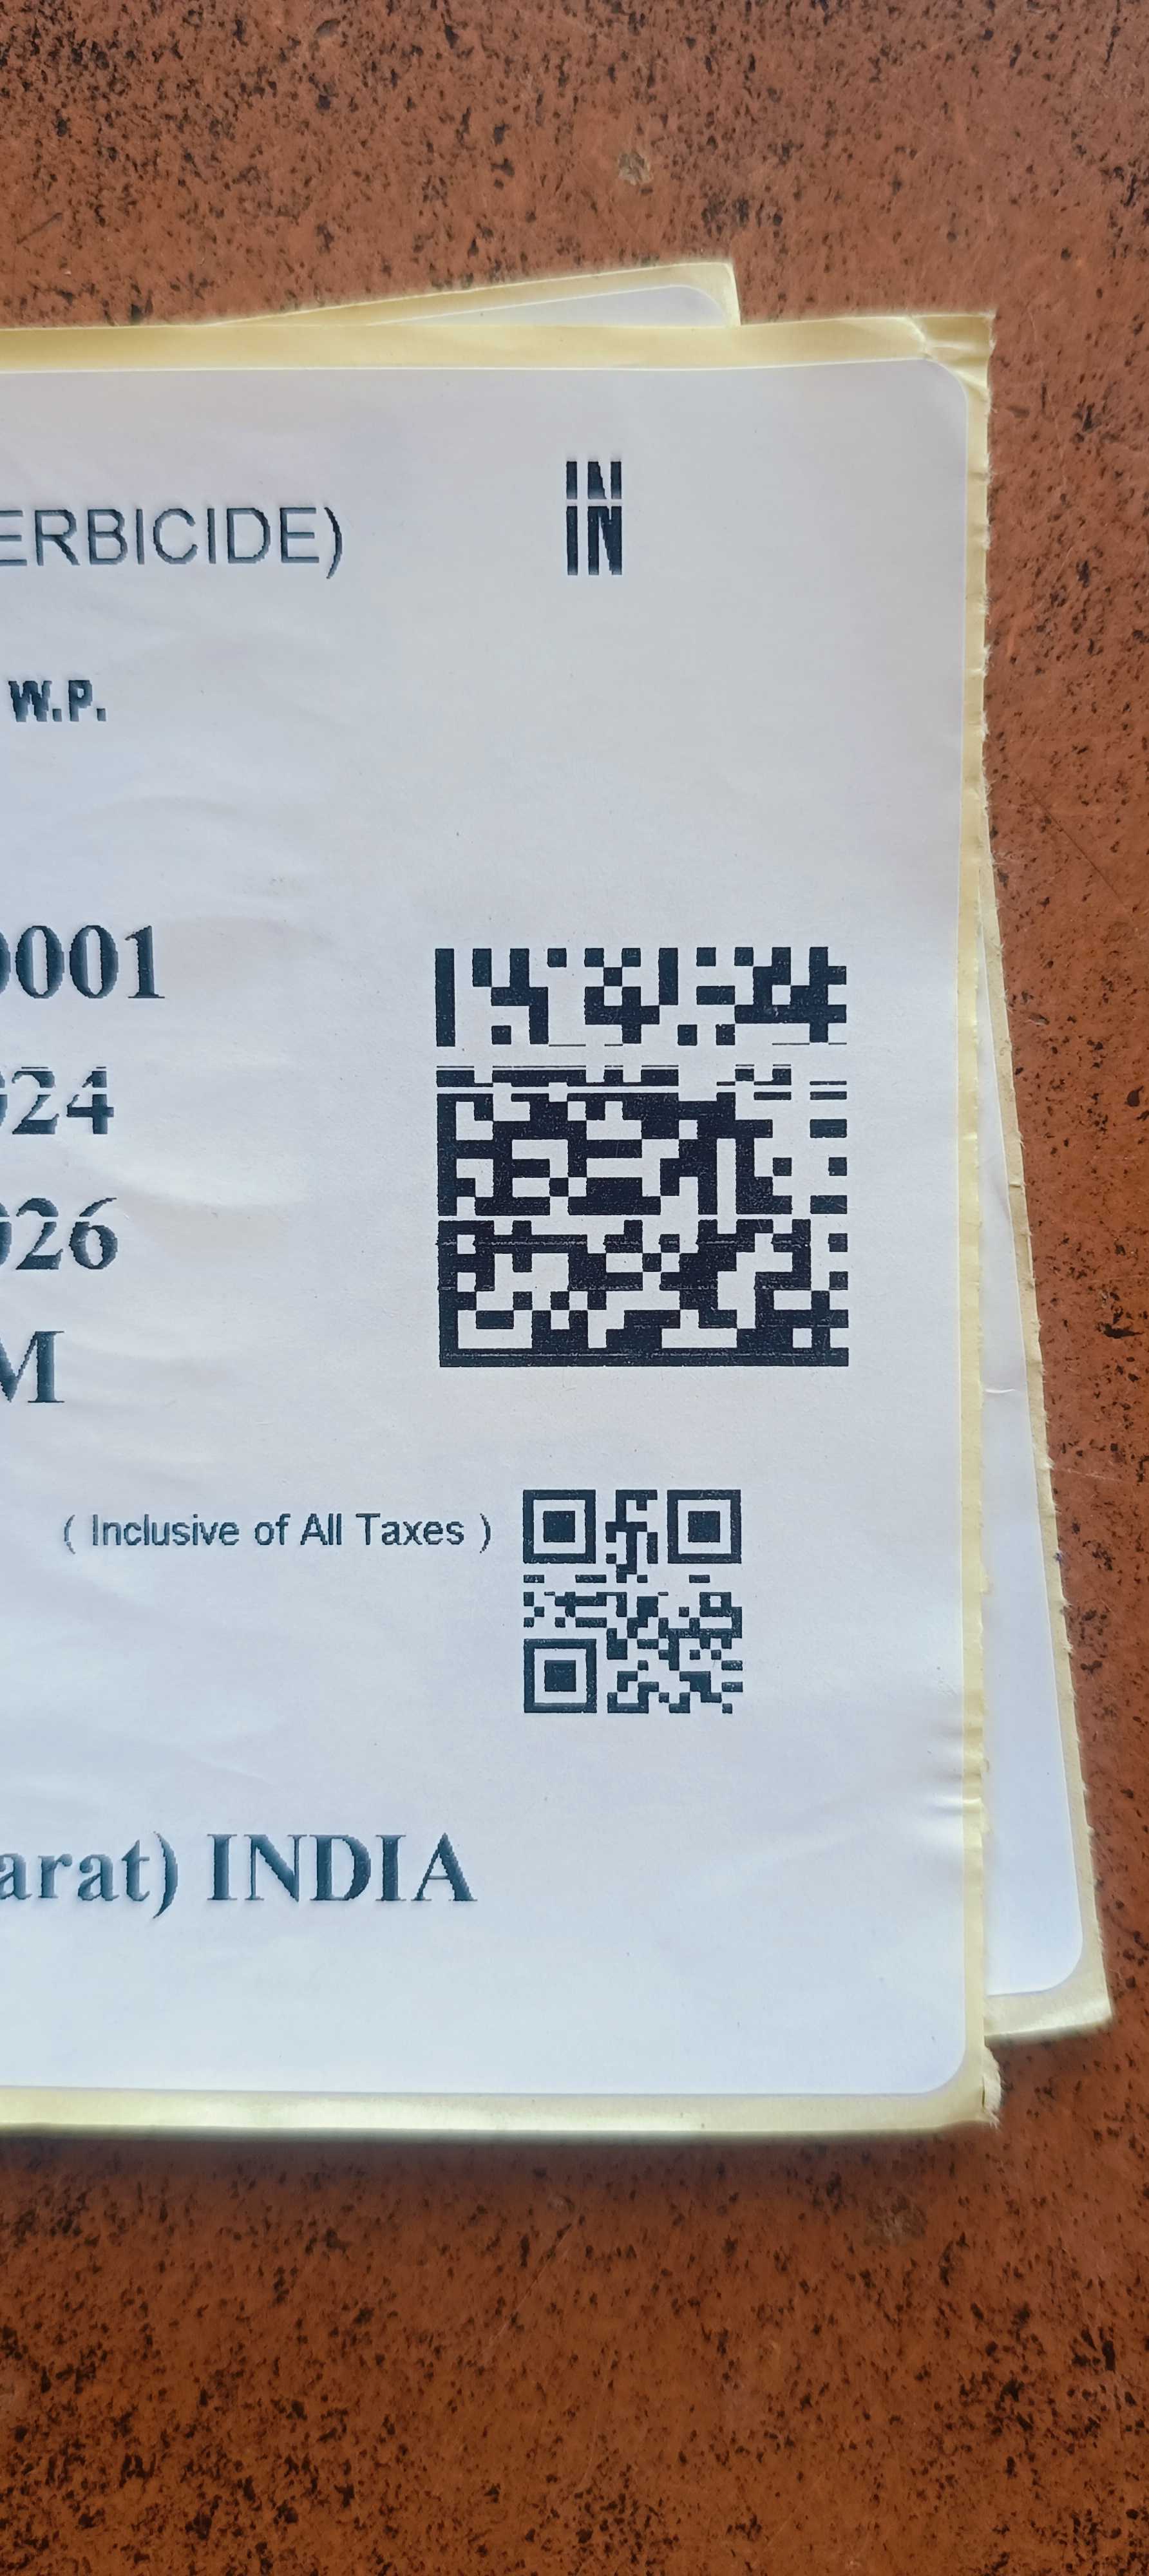 IN
IN
ERBICIDE)
W.P.
0001
024
026
M
( Inclusive of All Taxes )
arat) INDIA